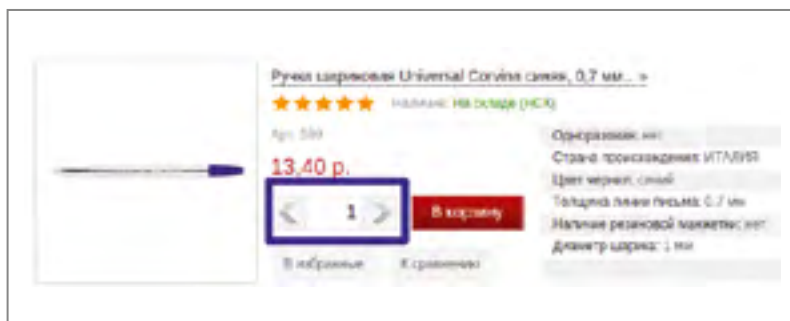 Ручка шариковая Universal Corvina синяя, 0,7 мм... »
Наличие: На складе (НСК)
Арт. 599
13,40 р.
1
В корзину
В избранные
К сравнению
Одноразовая: нет
Страна происхождения: ИТАЛИЯ
Цвет чернил: синий
Толщина линии письма: 0.7 мм
Наличие резиновой манжетки: нет
Диаметр шарика: 1 мм